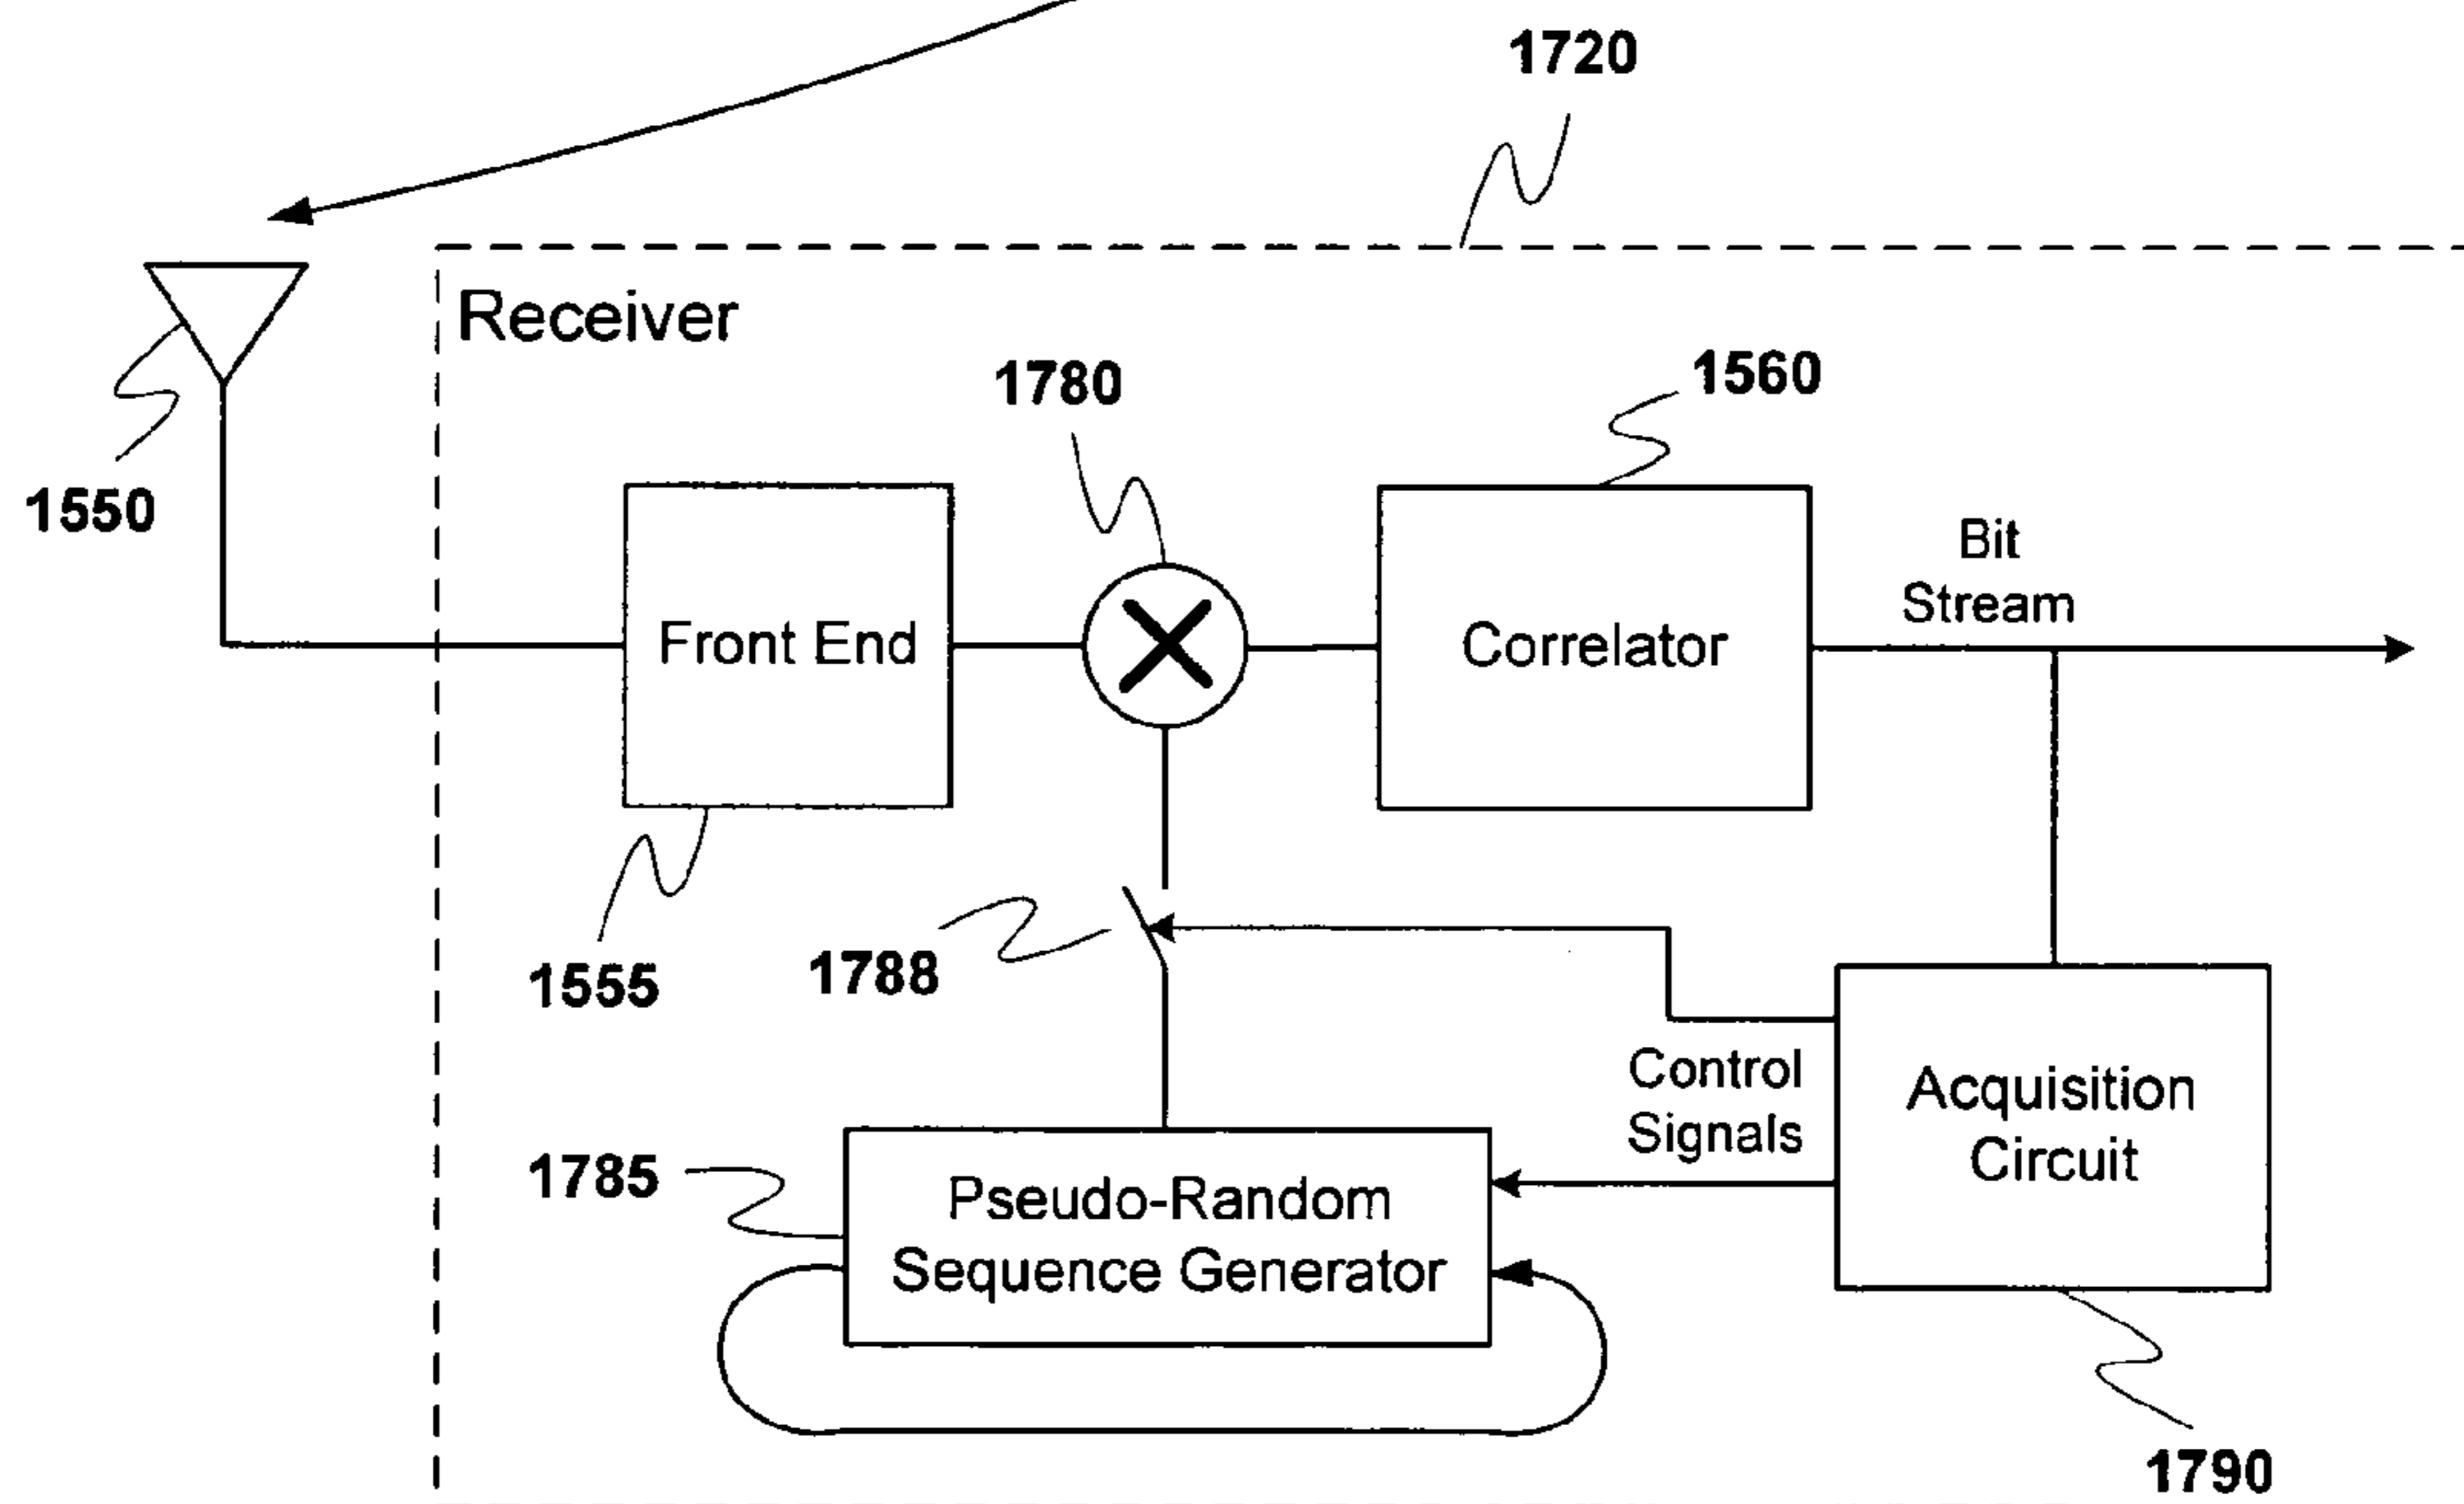 1720
Receiver
1780
1560
1550
Bit
Stream
Front End
Correlator
1555
1788
Control
Signals
Acquisition
Circuit
1785
Pseudo-Random
Sequence Generator
1790